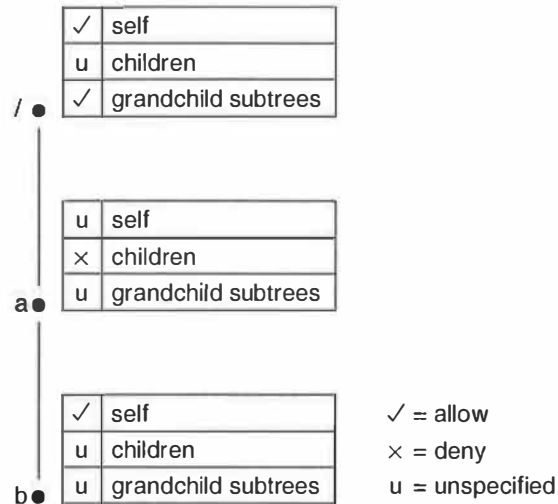 ✓ self
u children
✓ grandchild subtrees
/
u self
× children
u grandchild subtrees
a
✓ self
u children
u grandchild subtrees
b
✓ = allow
× = deny
u = unspecified